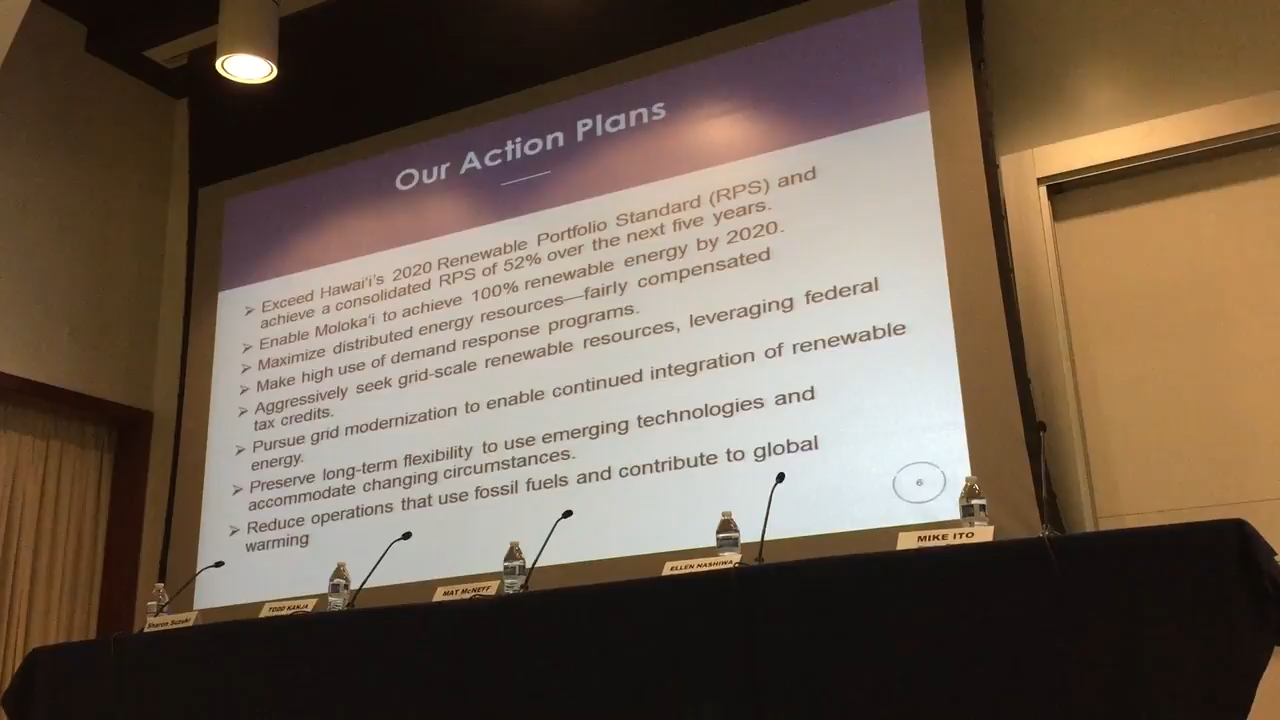 Our Action Plans
➢ Exceed Hawai‘i’s 2020 Renewable Portfolio Standard (RPS) and
achieve a consolidated RPS of 52% over the next five years.
➢ Enable Moloka‘i to achieve 100% renewable energy by 2020.
➢ Maximize distributed energy resources—fairly compensated
➢ Make high use of demand response programs.
➢ Aggressively seek grid-scale renewable resources, leveraging federal
tax credits.
➢ Pursue grid modernization to enable continued integration of renewable
energy.
➢ Preserve long-term flexibility to use emerging technologies and
accommodate changing circumstances.
➢ Reduce operations that use fossil fuels and contribute to global
warming
6
Sharon Suzuki
TODD KANJA
MAT McNEFF
ELLEN NASHIWA
MIKE ITO